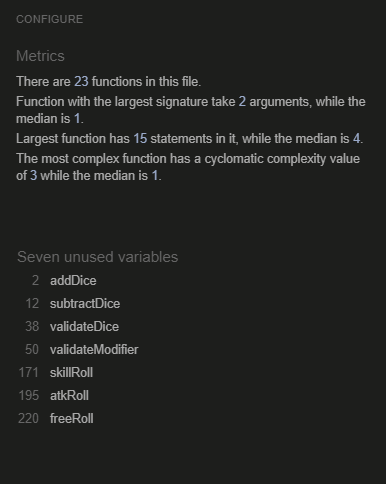 CONFIGURE
Metrics
There are 23 functions in this file.
Function with the largest signature take 2 arguments, while the
median is 1.
Largest function has 15 statements in it, while the median is 4.
The most complex function has a cyclomatic complexity value
of 3 while the median is 1.
Seven unused variables
2 addDice
12 subtractDice
38 validateDice
50 validateModifier
171 skillRoll
195 atkRoll
220 freeRoll